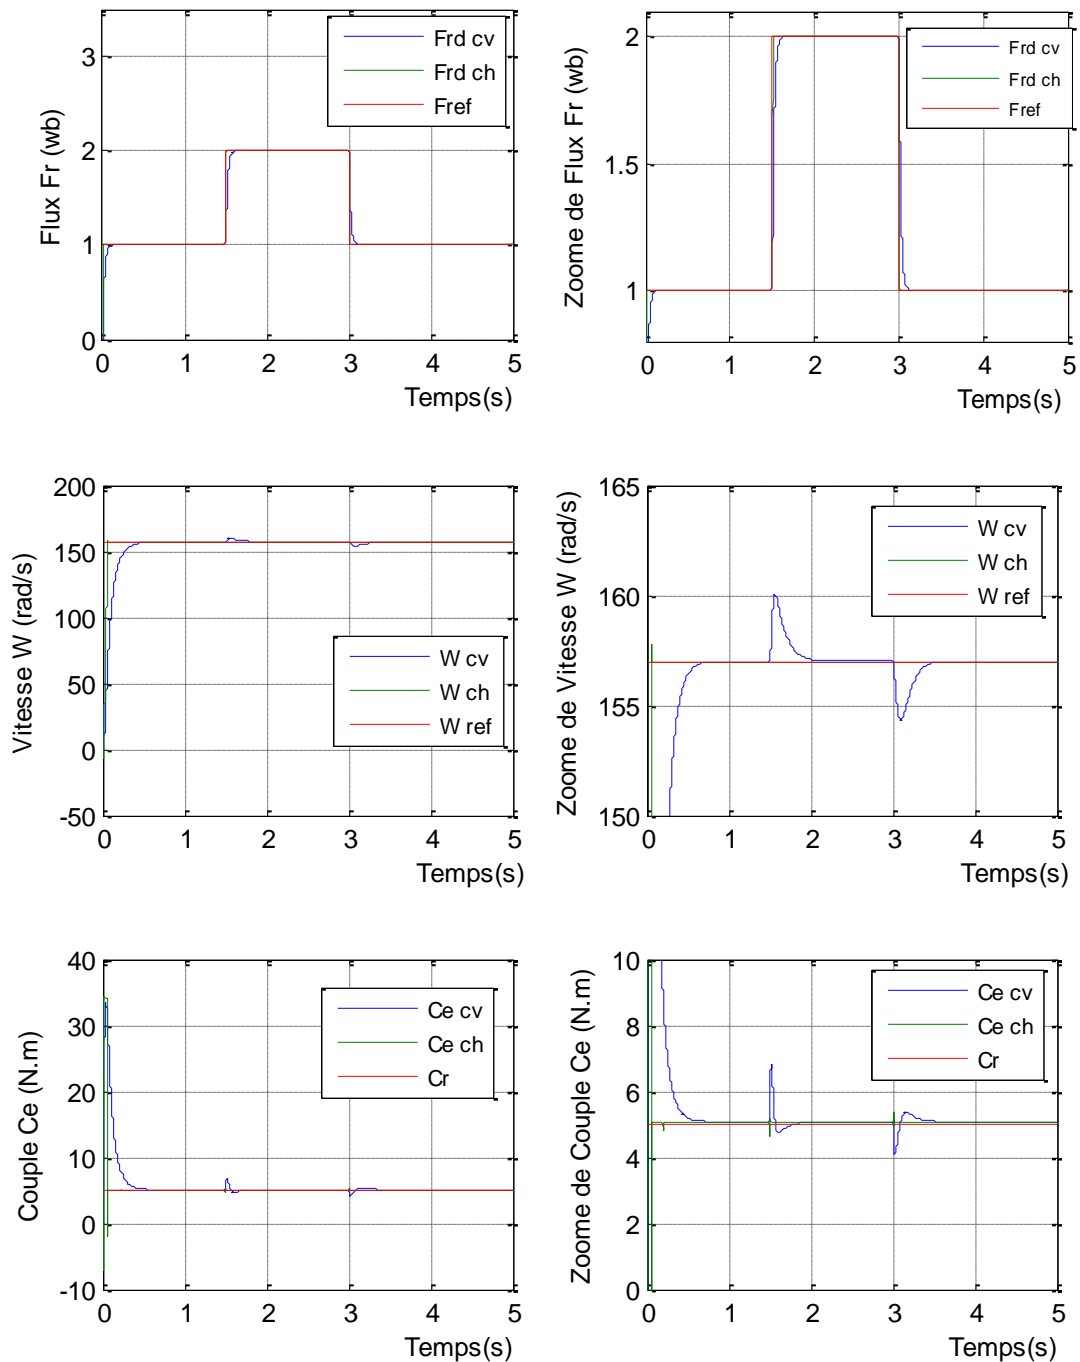 Flux Fr (wb)
3
2
1
0
Frd cv
Frd ch
Fref
0 1 2 3 4 5
Temps(s)
Zoome de Flux Fr (wb)
2
1.5
1
Frd cv
Frd ch
Fref
0 1 2 3 4 5
Temps(s)
Vitesse W (rad/s)
200
150
100
50
0
-50
W cv
W ch
W ref
0 1 2 3 4 5
Temps(s)
Zoome de Vitesse W (rad/s)
165
160
155
150
W cv
W ch
W ref
0 1 2 3 4 5
Temps(s)
Couple Ce (N.m)
40
30
20
10
0
-10
Ce cv
Ce ch
Cr
0 1 2 3 4 5
Temps(s)
Zoome de Couple Ce (N.m)
10
8
6
4
2
0
Ce cv
Ce ch
Cr
0 1 2 3 4 5
Temps(s)